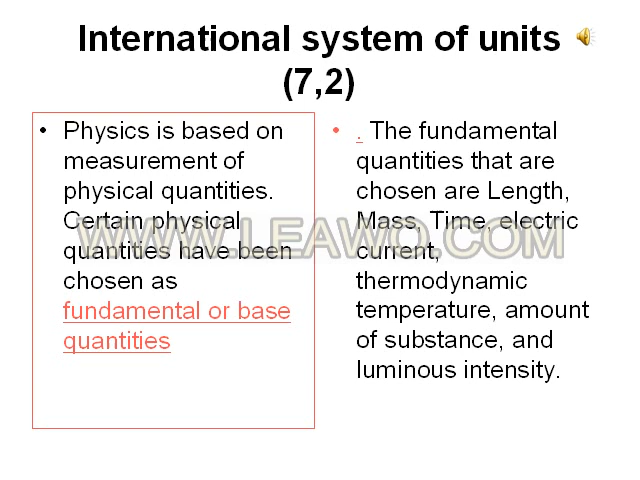 International system of units
(7,2)
• Physics is based on
measurement of
physical quantities.
Certain physical
quantities have been
chosen as
fundamental or base
quantities
• . The fundamental
quantities that are
chosen are Length,
Mass, Time, electric
current,
thermodynamic
temperature, amount
of substance, and
luminous intensity.
WWW.LEAWO.COM